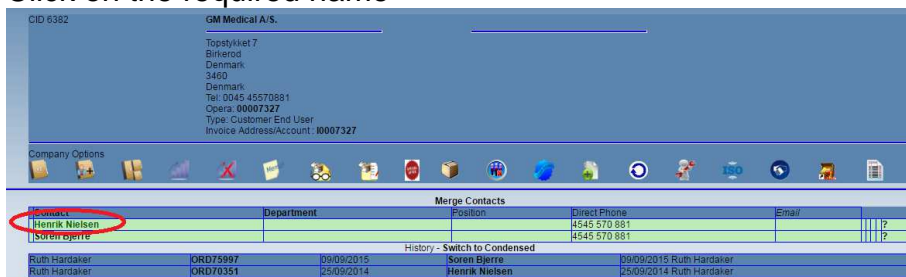 Click on the required name
CID 6382
GM Medical A/S.
Topstykket 7
Birkerod
Denmark
3460
Denmark
Tel: 0045 45570881
Opera: 00007327
Type: Customer End User
Invoice Address/Account : I0007327
Company Options
ISO
Merge Contacts
Contact Department Position Direct Phone Email
Henrik Nielsen 4545 570 881 ?
Soren Bjerre 4545 570 881 ?
History - Switch to Condensed
Ruth Hardaker ORD75997 09/09/2015 Soren Bjerre 09/09/2015 Ruth Hardaker
Ruth Hardaker ORD70351 25/09/2014 Henrik Nielsen 25/09/2014 Ruth Hardaker